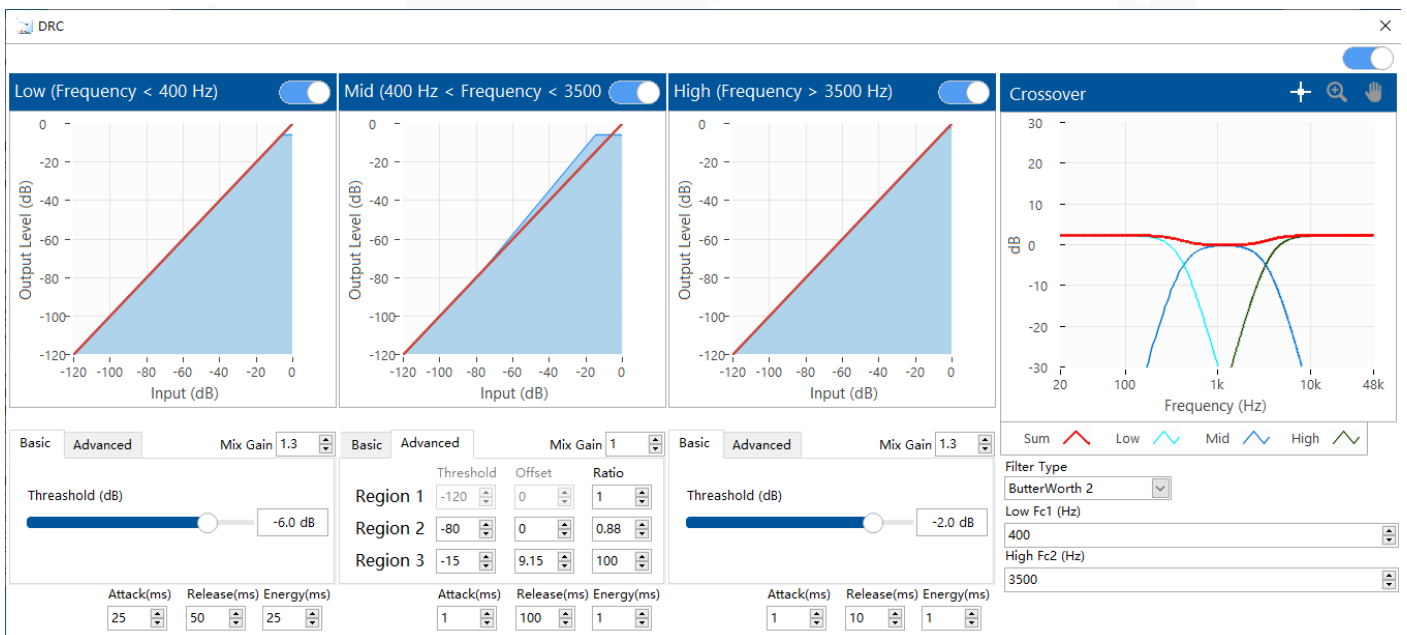 DRC
Low (Frequency < 400 Hz)
Mid (400 Hz < Frequency < 3500
High (Frequency > 3500 Hz)
Crossover
Output Level (dB)
0
-20
-40
-60
-80
-100
-120
-120 -100 -80 -60 -40 -20 0
Input (dB)
Output Level (dB)
0
-20
-40
-60
-80
-100
-120
-120 -100 -80 -60 -40 -20 0
Input (dB)
Output Level (dB)
0
-20
-40
-60
-80
-100
-120
-120 -100 -80 -60 -40 -20 0
Input (dB)
dB
30
20
10
0
-10
-20
-30
20 100 1k 10k 48k
Frequency (Hz)
Sum Low Mid High
Basic Advanced Mix Gain 1.3
Threashold (dB)
-6.0 dB
Attack(ms) Release(ms) Energy(ms)
25 50 25
Basic Advanced Mix Gain 1
Threshold Offset Ratio
Region 1 -120 0 1
Region 2 -80 0 0.88
Region 3 -15 9.15 100
Attack(ms) Release(ms) Energy(ms)
1 100 1
Basic Advanced Mix Gain 1.3
Threashold (dB)
-2.0 dB
Attack(ms) Release(ms) Energy(ms)
1 10 1
Filter Type
ButterWorth 2
Low Fc1 (Hz)
400
High Fc2 (Hz)
3500